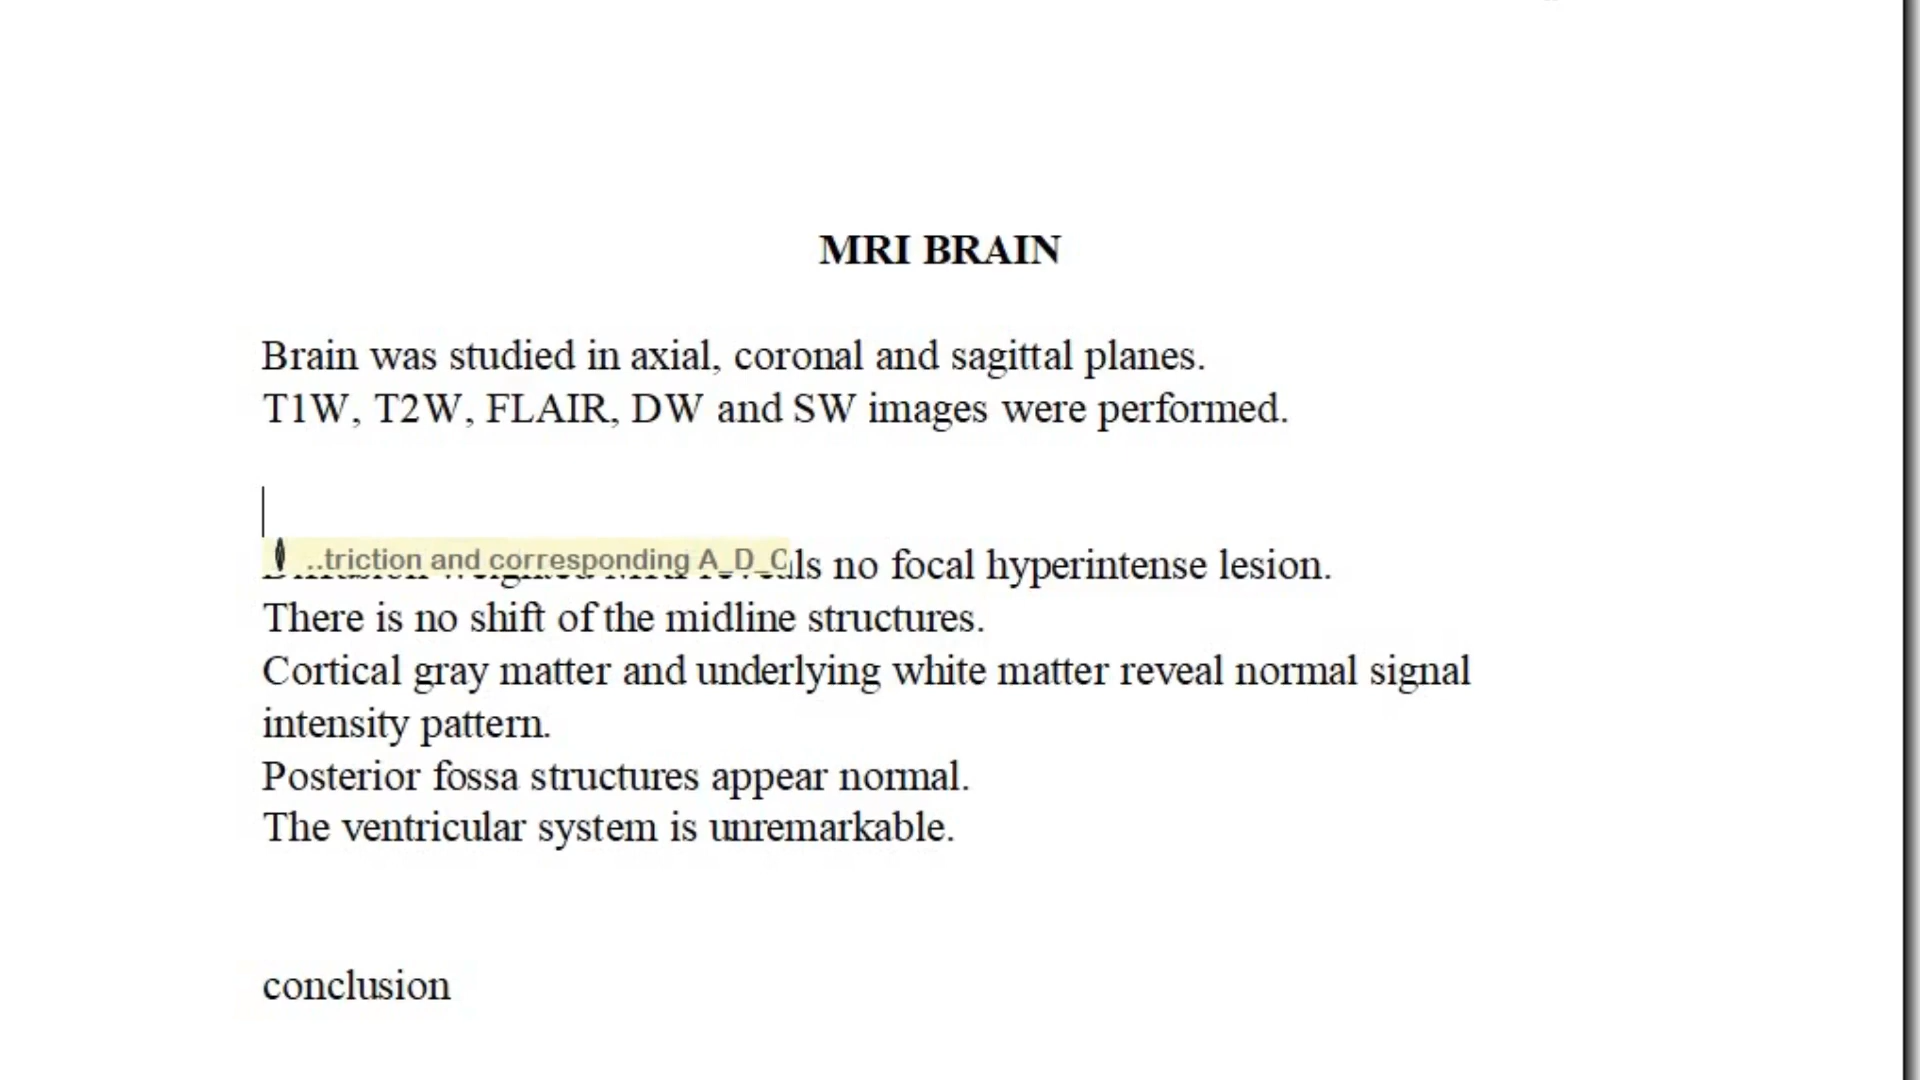 MRI BRAIN
Brain was studied in axial, coronal and sagittal planes.
T1W, T2W, FLAIR, DW and SW images were performed.
..triction and corresponding A_D_C
no focal hyperintense lesion.
There is no shift of the midline structures.
Cortical gray matter and underlying white matter reveal normal signal
intensity pattern.
Posterior fossa structures appear normal.
The ventricular system is unremarkable.
conclusion